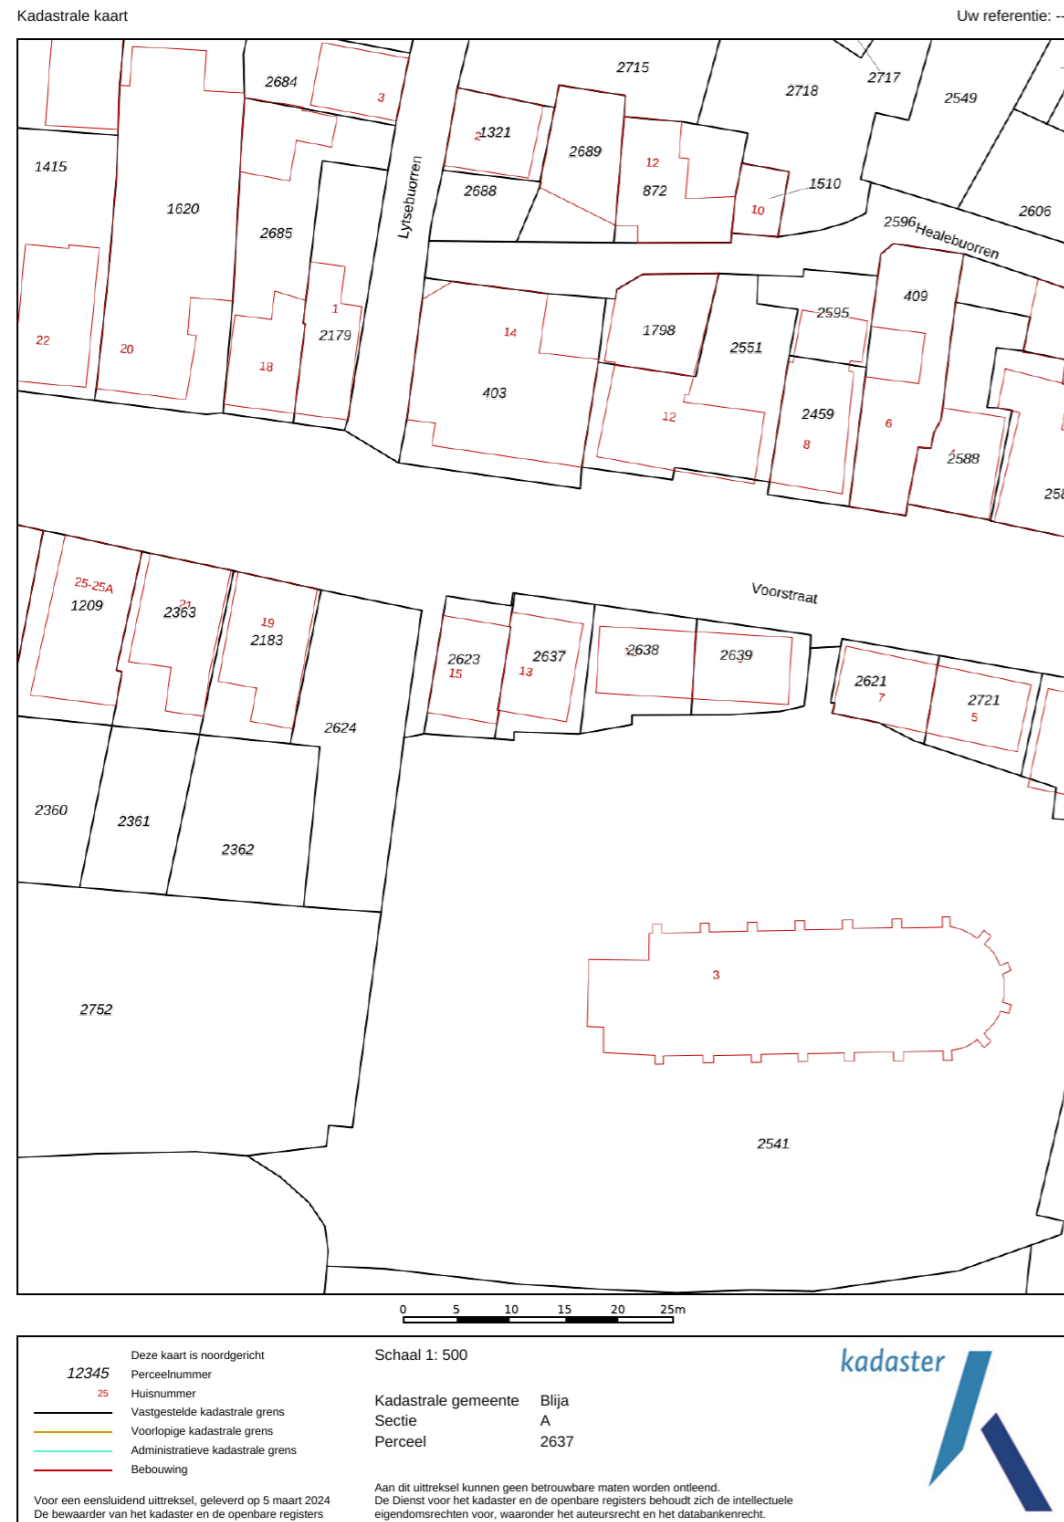 Kadastrale kaart
Uw referentie: --
2715
2717
2684
2718
2549
3
1321
2
2689
12
1415
872
1510
2688
1620
10
2606
2685
Lytsebuorren
2596
Healebuorren
409
1
2595
14
1798
2179
2551
22
20
18
403
12
2459
6
8
4
2588
258
25-25A
1209
21
2363
19
2183
Voorstraat
2623
15
2637
13
2638
2639
2621
7
2721
5
2624
2360
2361
2362
3
2752
2541
0 5 10 15 20 25m
Deze kaart is noordgericht
12345 Perceelnummer
25 Huisnummer
Vastgestelde kadastrale grens
Voorlopige kadastrale grens
Administratieve kadastrale grens
Bebouwing
Voor een eensluidend uittreksel, geleverd op 5 maart 2024
De bewaarder van het kadaster en de openbare registers
Schaal 1: 500
Kadastrale gemeente Blija
Sectie A
Perceel 2637
Aan dit uittreksel kunnen geen betrouwbare maten worden ontleend.
De Dienst voor het kadaster en de openbare registers behoudt zich de intellectuele
eigendomsrechten voor, waaronder het auteursrecht en het databankenrecht.
kadaster